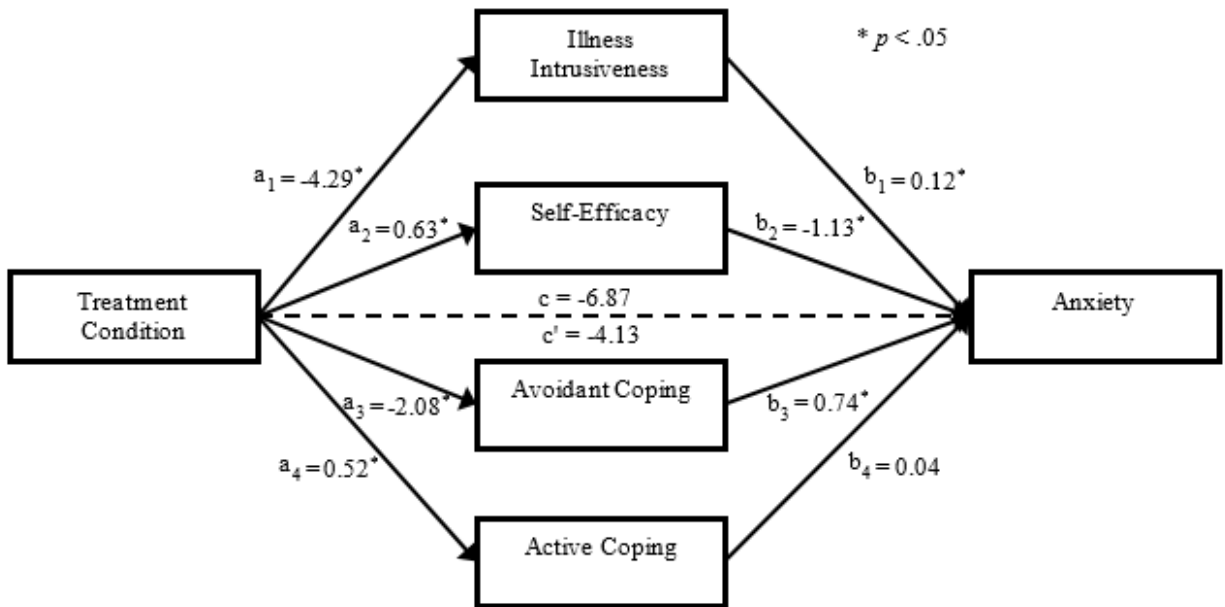 Illness
Intrusiveness
* p < .05
a1 = -4.29*
b1 = 0.12*
Self-Efficacy
a2 = 0.63*
b2 = -1.13*
Treatment
Condition
c = -6.87
c' = -4.13
Anxiety
Avoidant Coping
a3 = -2.08*
b3 = 0.74*
a4 = 0.52*
b4 = 0.04
Active Coping